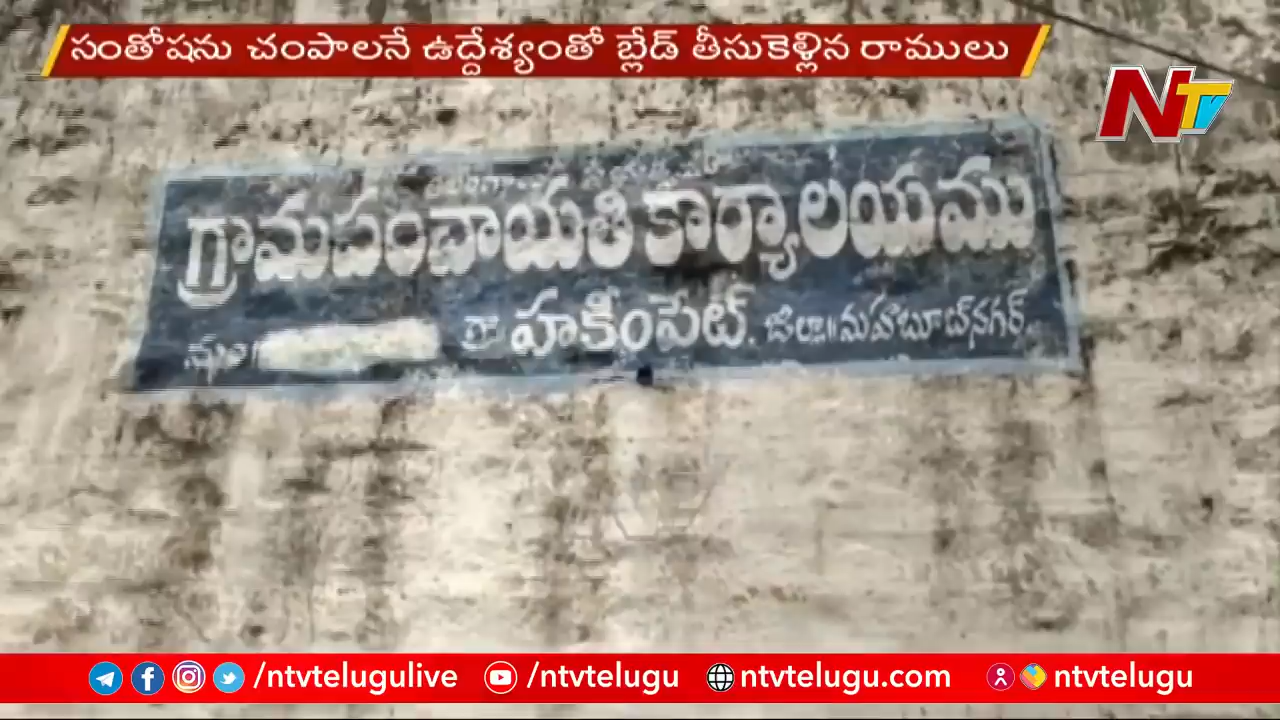 సంతోషను చంపాలనే ఉద్దేశ్యంతో బ్లేడ్ తీసుకెళ్లిన రాములు
NTV
గ్రామపంచాయతి కార్యాలయము
గ్రా హకీంపేట్. జిల్లా॥మహబూబ్‌నగర్.
/ntvtelugulive /ntvtelugu ntvtelugu.com ntvtelugu